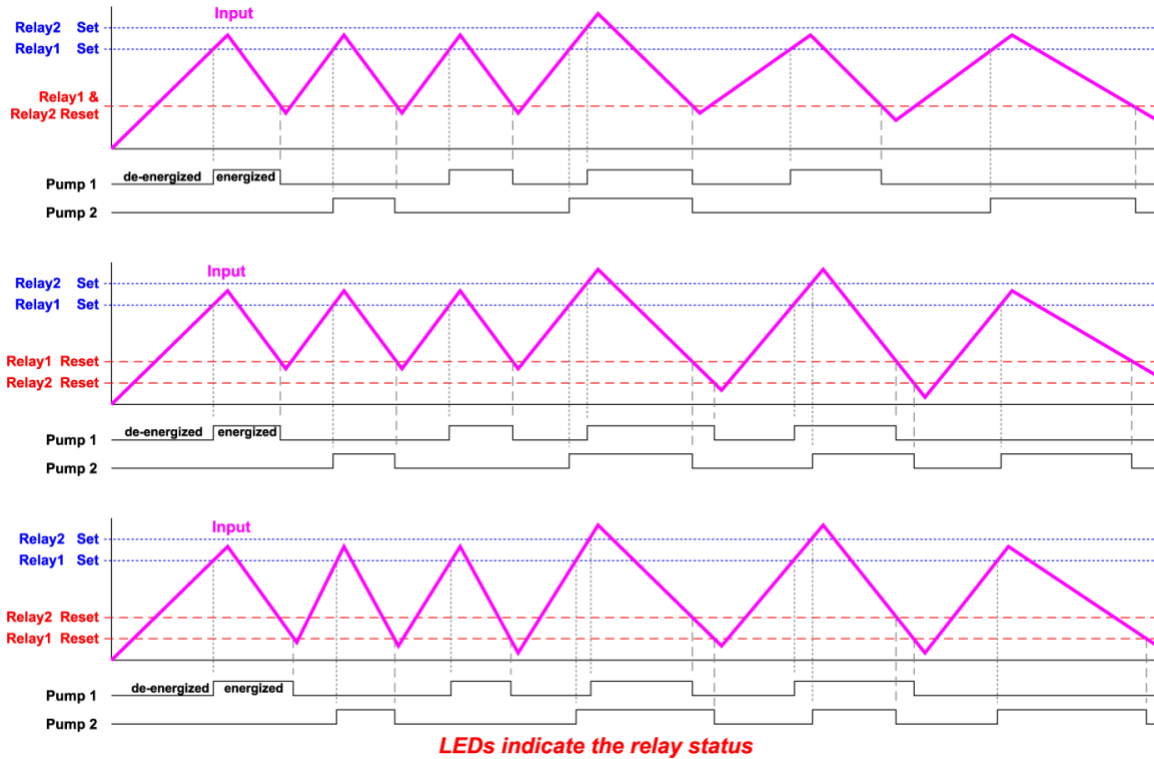 Input
Relay2 Set
Relay1 Set
Relay1 &
Relay2 Reset
de-energized energized
Pump 1
Pump 2
Input
Relay2 Set
Relay1 Set
Relay1 Reset
Relay2 Reset
de-energized energized
Pump 1
Pump 2
Input
Relay2 Set
Relay1 Set
Relay2 Reset
Relay1 Reset
de-energized energized
Pump 1
Pump 2
LEDs indicate the relay status